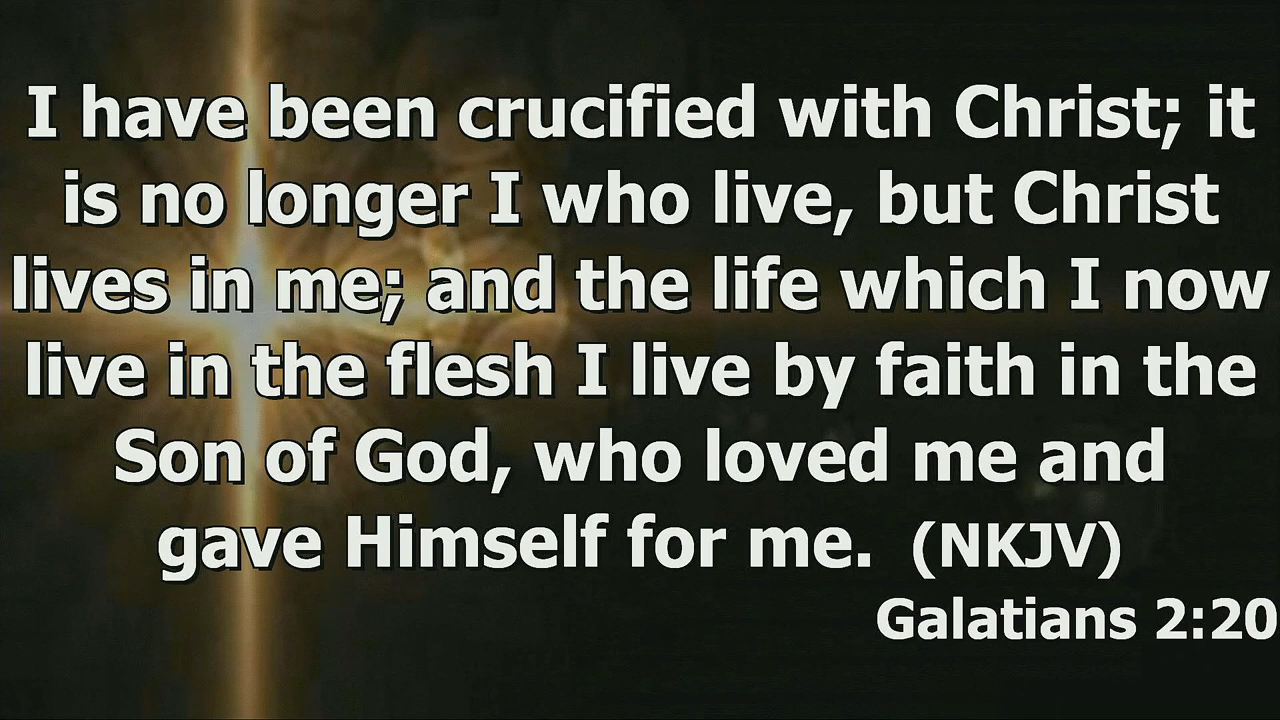 I have been crucified with Christ; it
is no longer I who live, but Christ
lives in me; and the life which I now
live in the flesh I live by faith in the
Son of God, who loved me and
gave Himself for me. (NKJV)
Galatians 2:20